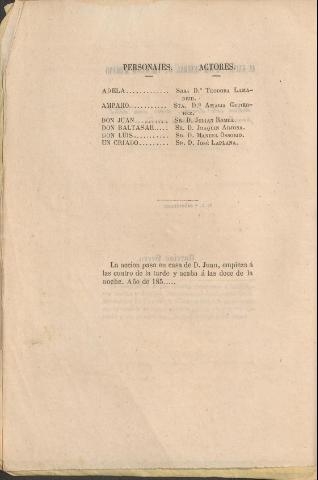 PERSONAJES. ACTORES.
ADELA........... Sra. D.ª Teodora Lama-
drid.
AMPARO.......... Sta. D.ª Amalia Gutier-
rez.
DON JUAN........ Sr. D. Julian Romea.
DON BALTASAR..... Sr. D. Joaquin Arjona.
DON LUIS.......... Sr. D. Manuel Ossorio.
UN CRIADO......... Sr. D. José Laplana.
La accion pasa en casa de D. Juan, empieza á
las cuatro de la tarde y acaba á las doce de la
noche. Año de 185.....